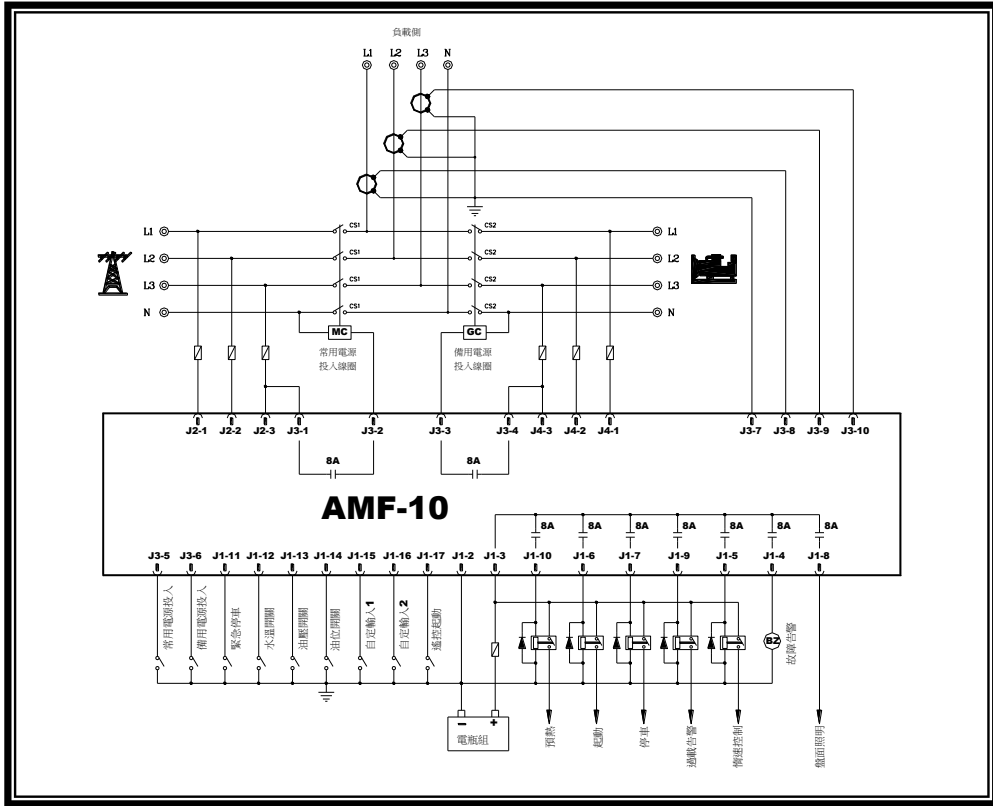 負載側
L1 L2 L3 N
L1 CS1 CS2 L1
L2 CS1 CS2 L2
L3 CS1 CS2 L3
N CS1 CS2 N
MC GC
常用電源 備用電源
投入線圈 投入線圈
J2-1 J2-2 J2-3 J3-1 J3-2 J3-3 J3-4 J4-3 J4-2 J4-1 J3-7 J3-8 J3-9 J3-10
8A 8A
AMF-10
8A 8A 8A 8A 8A 8A 8A
J3-5 J3-6 J1-11 J1-12 J1-13 J1-14 J1-15 J1-16 J1-17 J1-2 J1-3 J1-10 J1-6 J1-7 J1-9 J1-5 J1-4 J1-8
常用電源投入
備用電源投入
緊急停車
水溫開關
油壓開關
油位開關
自定輸入1
自定輸入2
遙控起動
BZ
故障告警
− +
電瓶組
預熱
起動
停車
過載告警
惰速控制
盤面照明